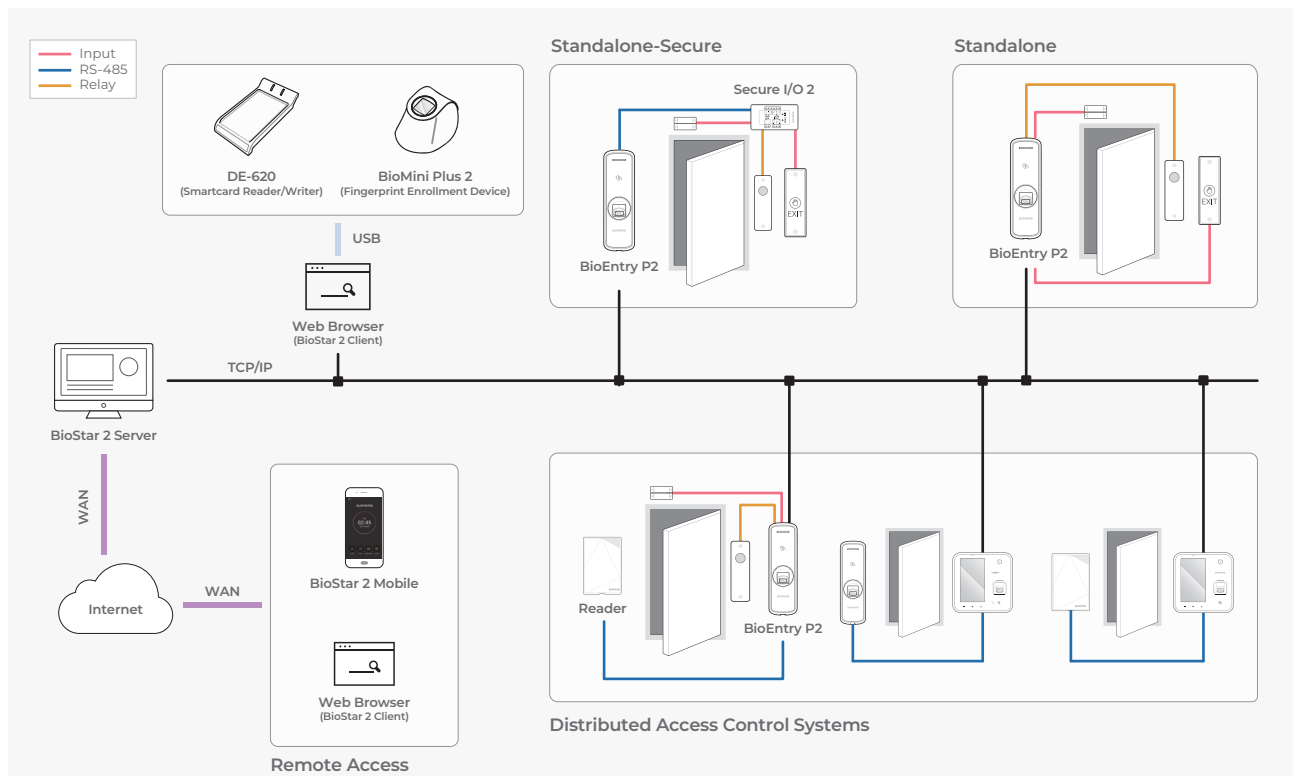 Input
RS-485
Relay
DE-620
(Smartcard Reader/Writer)
BioMini Plus 2
(Fingerprint Enrollment Device)
USB
Web Browser
(BioStar 2 Client)
Standalone-Secure
Secure I/O 2
EXIT
BioEntry P2
Standalone
EXIT
BioEntry P2
TCP/IP
BioStar 2 Server
WAN
Internet
WAN
02:45
BioStar 2 Mobile
Web Browser
(BioStar 2 Client)
Remote Access
Reader
BioEntry P2
Distributed Access Control Systems